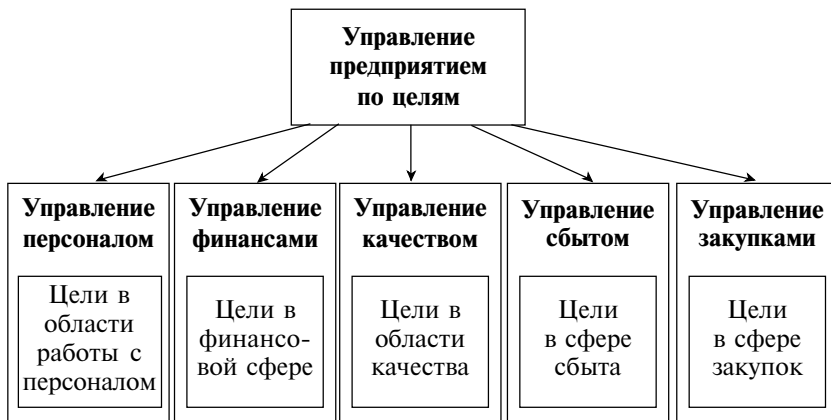 Управление
предприятием
по целям
Управление
персоналом
Цели в
области
работы с
персоналом
Управление
финансами
Цели в
финансо-
вой сфере
Управление
качеством
Цели в
области
качества
Управление
сбытом
Цели
в сфере
сбыта
Управление
закупками
Цели
в сфере
закупок